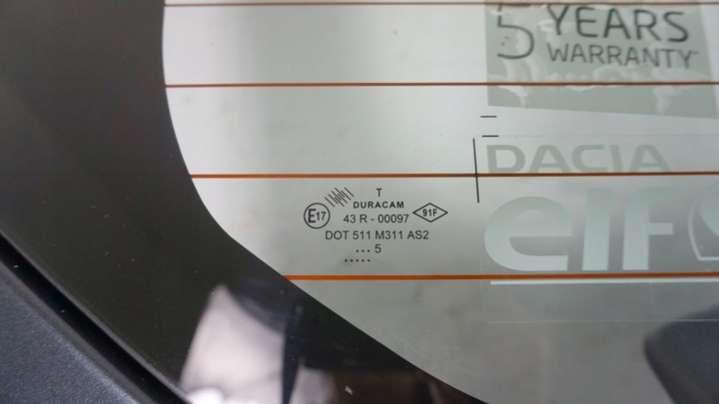 5 YEARS
WARRANTY
DACIA
elf
T
DURACAM
E17
43 R - 00097
91F
DOT 511 M311 AS2
... 5
.....